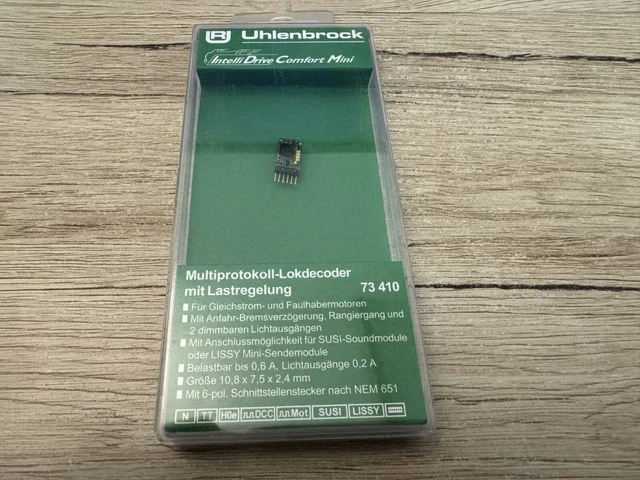 Uhlenbrock
IntelliDrive Comfort Mini
Multiprotokoll-Lokdecoder
mit Lastregelung 73 410
Für Gleichstrom- und Faulhabermotoren
Mit Anfahr-Bremsverzögerung, Rangiergang und
2 dimmbaren Lichtausgängen
Mit Anschlussmöglichkeit für SUSI-Soundmodule
oder LISSY Mini-Sendemodule
Belastbar bis 0,6 A, Lichtausgänge 0,2 A
Größe 10,8 x 7,5 x 2,4 mm
Mit 6-pol. Schnittstellenstecker nach NEM 651
N TT H0e DCC Mot SUSI LISSY